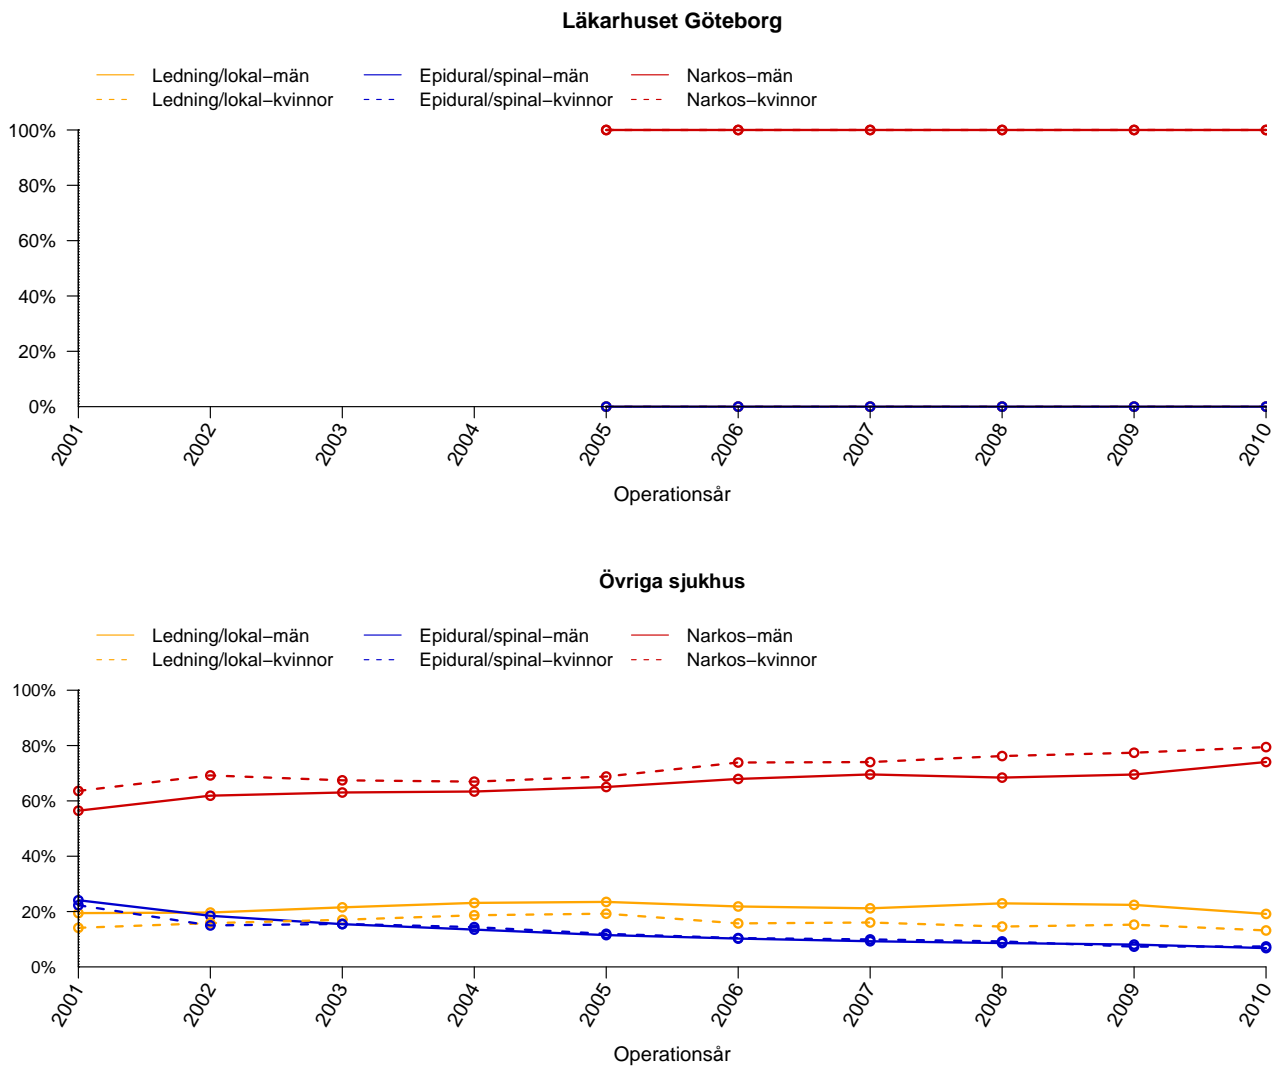 Läkarhuset Göteborg
Ledning/lokal−män Epidural/spinal−män Narkos−män
Ledning/lokal−kvinnor Epidural/spinal−kvinnor Narkos−kvinnor
100%
80%
60%
40%
20%
0%
2001 2002 2003 2004 2005 2006 2007 2008 2009 2010
Operationsår
Övriga sjukhus
Ledning/lokal−män Epidural/spinal−män Narkos−män
Ledning/lokal−kvinnor Epidural/spinal−kvinnor Narkos−kvinnor
100%
80%
60%
40%
20%
0%
2001 2002 2003 2004 2005 2006 2007 2008 2009 2010
Operationsår